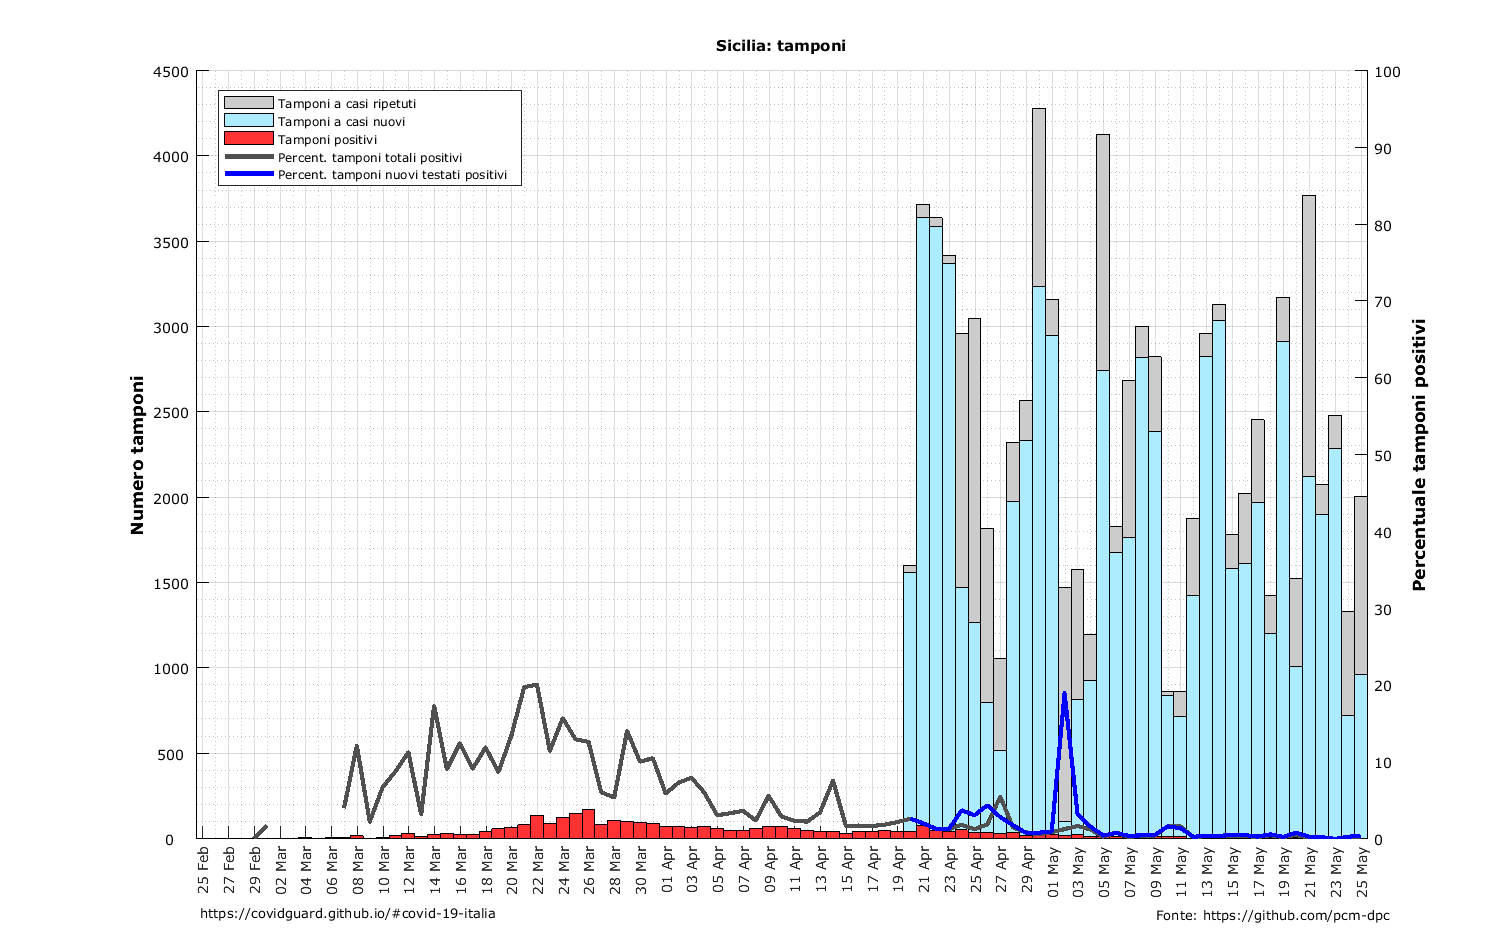 Sicilia: tamponi
Tamponi a casi ripetuti
Tamponi a casi nuovi
Tamponi positivi
Percent. tamponi totali positivi
Percent. tamponi nuovi testati positivi
Numero tamponi
4500
4000
3500
3000
2500
2000
1500
1000
500
0
100
90
80
70
60
50
40
30
20
10
0
Percentuale tamponi positivi
25 Feb
27 Feb
29 Feb
02 Mar
04 Mar
06 Mar
08 Mar
10 Mar
12 Mar
14 Mar
16 Mar
18 Mar
20 Mar
22 Mar
24 Mar
26 Mar
28 Mar
30 Mar
01 Apr
03 Apr
05 Apr
07 Apr
09 Apr
11 Apr
13 Apr
15 Apr
17 Apr
19 Apr
21 Apr
23 Apr
25 Apr
27 Apr
29 Apr
01 May
03 May
05 May
07 May
09 May
11 May
13 May
15 May
17 May
19 May
21 May
23 May
25 May
https://covidguard.github.io/#covid-19-italia
Fonte: https://github.com/pcm-dpc